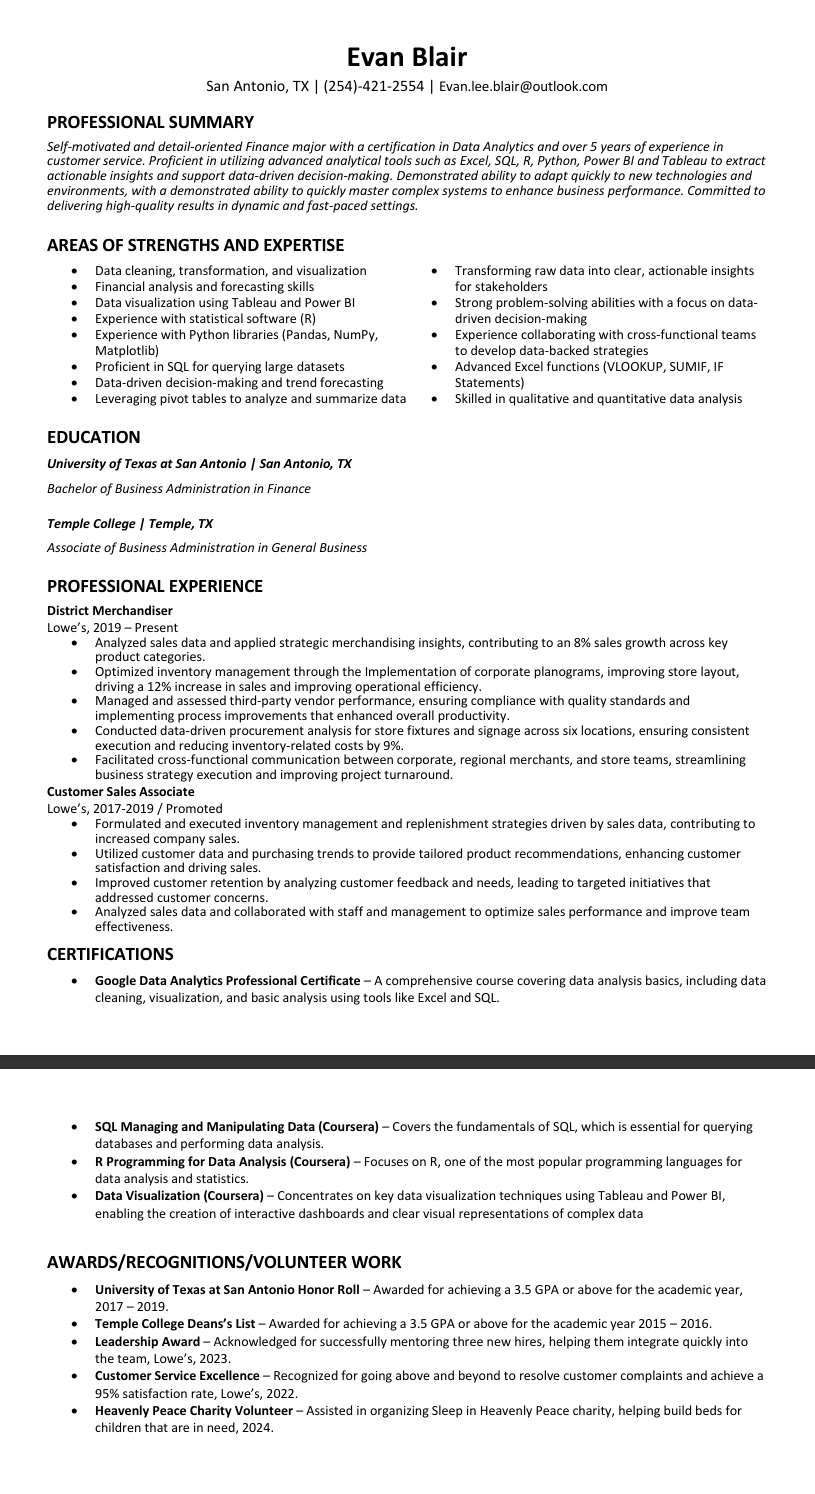 Evan Blair
San Antonio, TX | (254)-421-2554 | Evan.lee.blair@outlook.com
PROFESSIONAL SUMMARY
Self-motivated and detail-oriented Finance major with a certification in Data Analytics and over 5 years of experience in
customer service. Proficient in utilizing advanced analytical tools such as Excel, SQL, R, Python, Power BI and Tableau to extract
actionable insights and support data-driven decision-making. Demonstrated ability to adapt quickly to new technologies and
environments, with a demonstrated ability to quickly master complex systems to enhance business performance. Committed to
delivering high-quality results in dynamic and fast-paced settings.
AREAS OF STRENGTHS AND EXPERTISE
• Data cleaning, transformation, and visualization
• Financial analysis and forecasting skills
• Data visualization using Tableau and Power BI
• Experience with statistical software (R)
• Experience with Python libraries (Pandas, NumPy,
Matplotlib)
• Proficient in SQL for querying large datasets
• Data-driven decision-making and trend forecasting
• Leveraging pivot tables to analyze and summarize data
• Transforming raw data into clear, actionable insights
for stakeholders
• Strong problem-solving abilities with a focus on data-
driven decision-making
• Experience collaborating with cross-functional teams
to develop data-backed strategies
• Advanced Excel functions (VLOOKUP, SUMIF, IF
Statements)
• Skilled in qualitative and quantitative data analysis
EDUCATION
University of Texas at San Antonio | San Antonio, TX
Bachelor of Business Administration in Finance
Temple College | Temple, TX
Associate of Business Administration in General Business
PROFESSIONAL EXPERIENCE
District Merchandiser
Lowe's, 2019 – Present
• Analyzed sales data and applied strategic merchandising insights, contributing to an 8% sales growth across key
product categories.
• Optimized inventory management through the Implementation of corporate planograms, improving store layout,
driving a 12% increase in sales and improving operational efficiency.
• Managed and assessed third-party vendor performance, ensuring compliance with quality standards and
implementing process improvements that enhanced overall productivity.
• Conducted data-driven procurement analysis for store fixtures and signage across six locations, ensuring consistent
execution and reducing inventory-related costs by 9%.
• Facilitated cross-functional communication between corporate, regional merchants, and store teams, streamlining
business strategy execution and improving project turnaround.
Customer Sales Associate
Lowe's, 2017-2019 / Promoted
• Formulated and executed inventory management and replenishment strategies driven by sales data, contributing to
increased company sales.
• Utilized customer data and purchasing trends to provide tailored product recommendations, enhancing customer
satisfaction and driving sales.
• Improved customer retention by analyzing customer feedback and needs, leading to targeted initiatives that
addressed customer concerns.
• Analyzed sales data and collaborated with staff and management to optimize sales performance and improve team
effectiveness.
CERTIFICATIONS
• Google Data Analytics Professional Certificate – A comprehensive course covering data analysis basics, including data
cleaning, visualization, and basic analysis using tools like Excel and SQL.
• SQL Managing and Manipulating Data (Coursera) – Covers the fundamentals of SQL, which is essential for querying
databases and performing data analysis.
• R Programming for Data Analysis (Coursera) – Focuses on R, one of the most popular programming languages for
data analysis and statistics.
• Data Visualization (Coursera) – Concentrates on key data visualization techniques using Tableau and Power BI,
enabling the creation of interactive dashboards and clear visual representations of complex data
AWARDS/RECOGNITIONS/VOLUNTEER WORK
• University of Texas at San Antonio Honor Roll – Awarded for achieving a 3.5 GPA or above for the academic year,
2017 – 2019.
• Temple College Deans's List – Awarded for achieving a 3.5 GPA or above for the academic year 2015 – 2016.
• Leadership Award – Acknowledged for successfully mentoring three new hires, helping them integrate quickly into
the team, Lowe's, 2023.
• Customer Service Excellence – Recognized for going above and beyond to resolve customer complaints and achieve a
95% satisfaction rate, Lowe's, 2022.
• Heavenly Peace Charity Volunteer – Assisted in organizing Sleep in Heavenly Peace charity, helping build beds for
children that are in need, 2024.